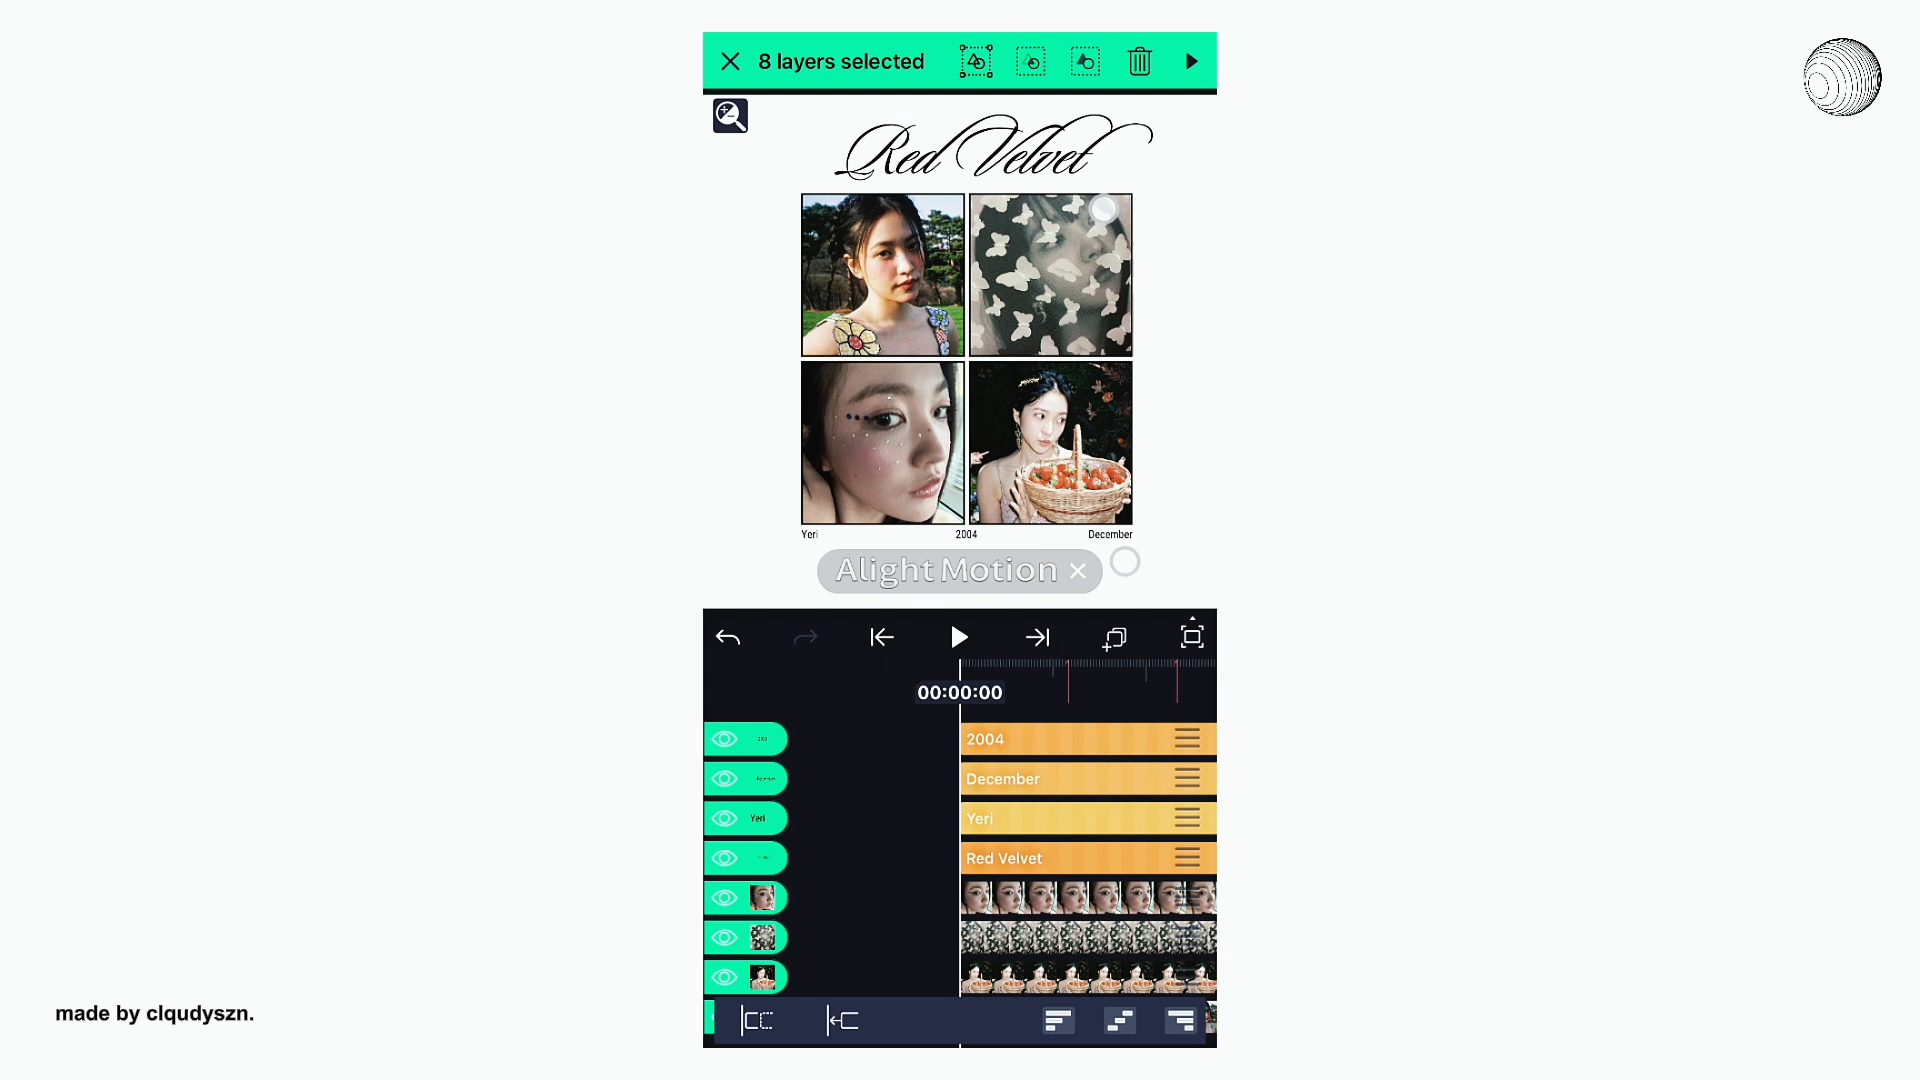 8 layers selected
Red Velvet
Yeri 2004 December
Alight Motion
00:00:00
2004
December
Yeri
Yeri
Red Velvet
made by clqudyszn.